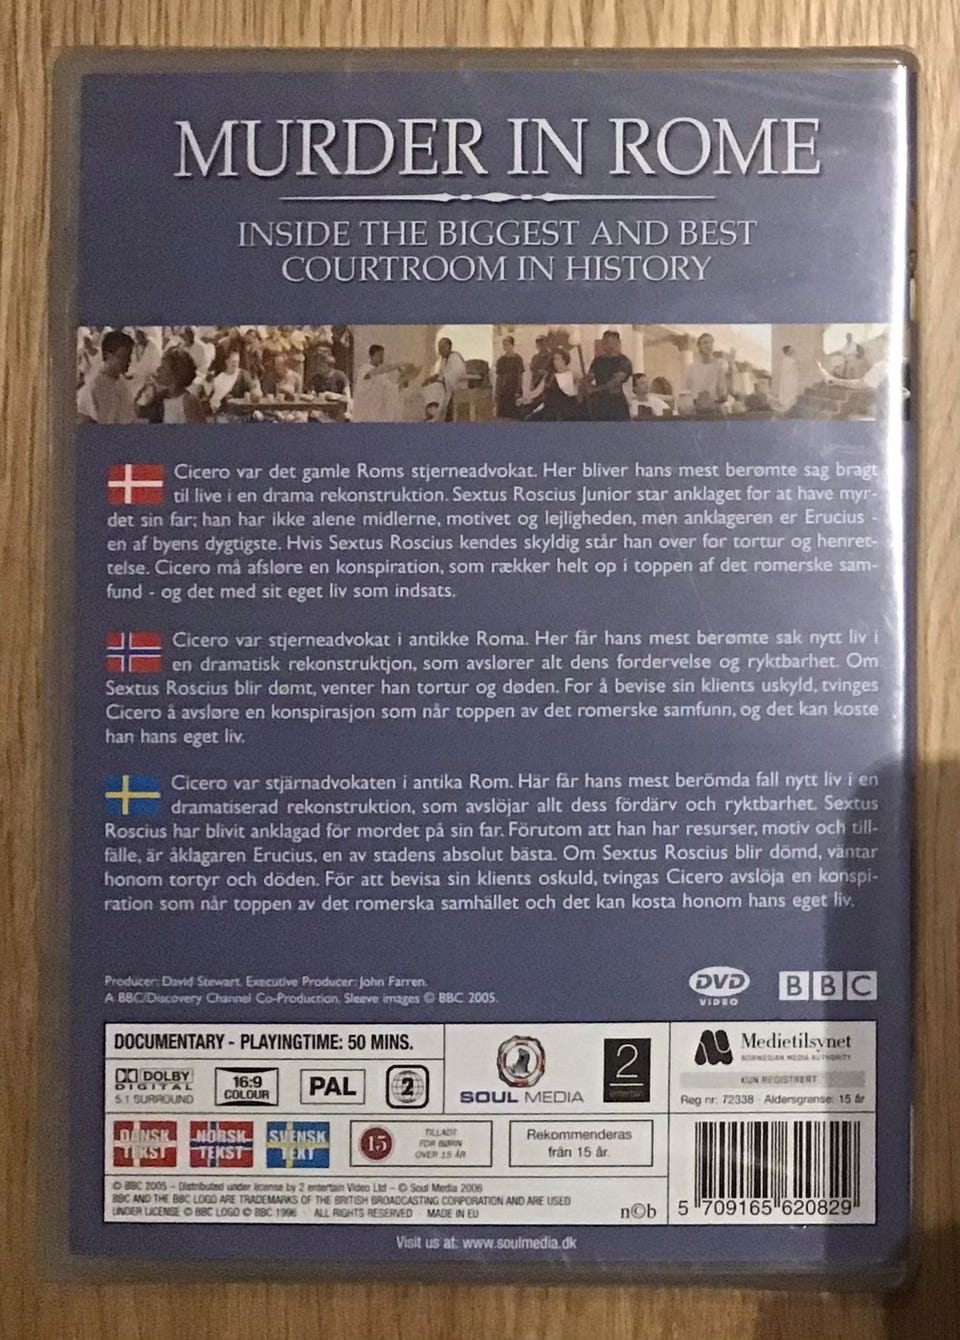 MURDER IN ROME
INSIDE THE BIGGEST AND BEST
COURTROOM IN HISTORY
Cicero var det gamle Roms stjerneadvokat. Her bliver hans mest berømte sag bragt
til live i en drama rekonstruktion. Sextus Roscius Junior star anklaget for at have myr-
det sin far; han har ikke alene midlerne, motivet og lejligheden, men anklageren er Erucius -
en af byens dygtigste. Hvis Sextus Roscius kendes skyldig står han over for tortur og henret-
telse. Cicero må afsløre en konspiration, som rækker helt op i toppen af det romerske sam-
fund - og det med sit eget liv som indsats.
Cicero var stjerneadvokat i antikke Roma. Her får hans mest berømte sak nytt liv i
en dramatisk rekonstruktjon, som avslører alt dens fordervelse og ryktbarhet. Om
Sextus Roscius blir dømt, venter han tortur og døden. For å bevise sin klients uskyld, tvinges
Cicero å avsløre en konspirasjon som når toppen av det romerske samfunn, og det kan koste
han hans eget liv.
Cicero var stjärnadvokaten i antika Rom. Här får hans mest berömda fall nytt liv i en
dramatiserad rekonstruktion, som avslöjar allt dess fördärv och ryktbarhet. Sextus
Roscius har blivit anklagad för mordet på sin far. Förutom att han har resurser, motiv och till-
fälle, är åklagaren Erucius, en av stadens absolut bästa. Om Sextus Roscius blir dömd, väntar
honom tortyr och döden. För att bevisa sin klients oskuld, tvingas Cicero avslöja en konspi-
ration som når toppen av det romerska samhället och det kan kosta honom hans eget liv.
Producer: David Stewart. Executive Producer: John Farren.
A BBC/Discovery Channel Co-Production. Sleeve images © BBC 2005.
DVD
VIDEO
BBC
DOCUMENTARY - PLAYINGTIME: 50 MINS.
DOLBY
DIGITAL
5.1 SURROUND
16:9
COLOUR
PAL
2
SOUL MEDIA
2
entertain
Medietilsynet
NORWEGIAN MEDIA AUTHORITY
KUN REGISTRERT
Reg nr: 72338 Aldersgrense: 15 år
DANSK
TEKST
NORSK
TEKST
SVENSK
TEXT
15
TILLADT
FOR BØRN
OVER 15 ÅR
Rekommenderas
från 15 år.
© BBC 2005 - Distributed under license by 2 entertain Video Ltd - © Soul Media 2006
BBC AND THE BBC LOGO ARE TRADEMARKS OF THE BRITISH BROADCASTING CORPORATION AND ARE USED
UNDER LICENSE © BBC LOGO © BBC 1996 ALL RIGHTS RESERVED MADE IN EU
n©b
5 709165 620829
Visit us at: www.soulmedia.dk